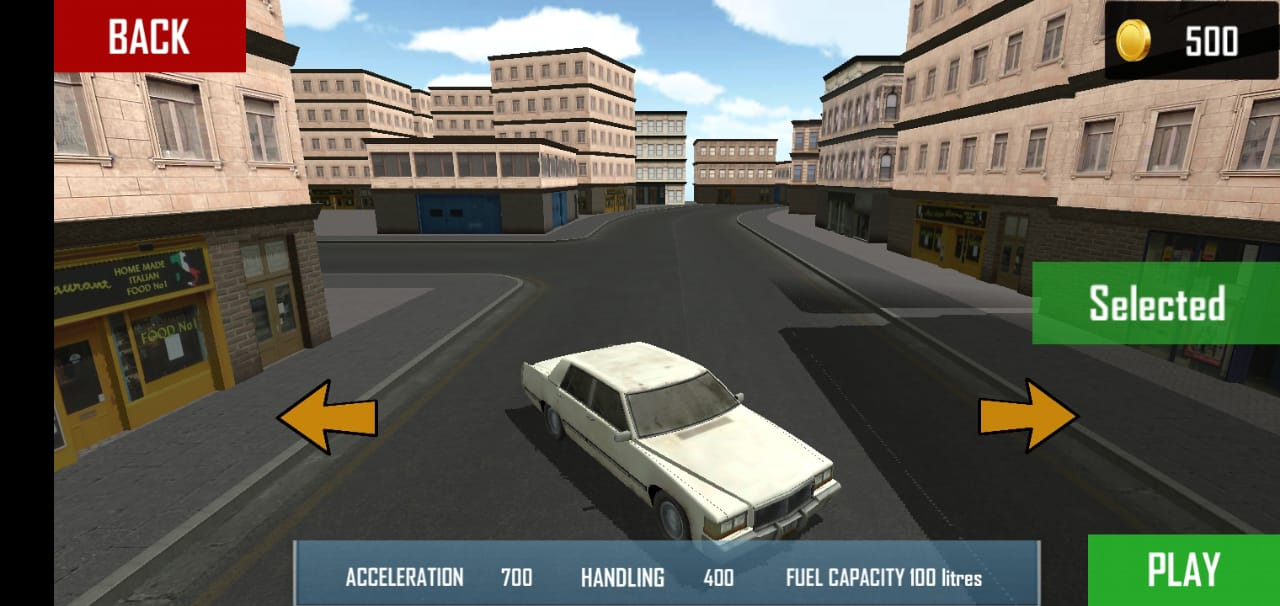 BACK
500
HOME MADE
ITALIAN
FOOD No1
FOOD No1
Selected
ACCELERATION 700 HANDLING 400 FUEL CAPACITY 100 litres
PLAY